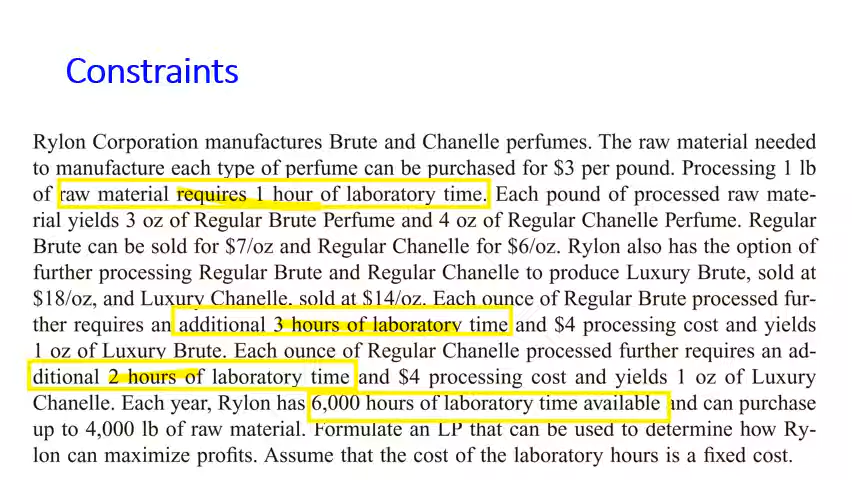 Constraints
Rylon Corporation manufactures Brute and Chanelle perfumes. The raw material needed
to manufacture each type of perfume can be purchased for $3 per pound. Processing 1 lb
of raw material requires 1 hour of laboratory time. Each pound of processed raw mate-
rial yields 3 oz of Regular Brute Perfume and 4 oz of Regular Chanelle Perfume. Regular
Brute can be sold for $7/oz and Regular Chanelle for $6/oz. Rylon also has the option of
further processing Regular Brute and Regular Chanelle to produce Luxury Brute, sold at
$18/oz, and Luxury Chanelle, sold at $14/oz. Each ounce of Regular Brute processed fur-
ther requires an additional 3 hours of laboratory time and $4 processing cost and yields
1 oz of Luxury Brute. Each ounce of Regular Chanelle processed further requires an ad-
ditional 2 hours of laboratory time and $4 processing cost and yields 1 oz of Luxury
Chanelle. Each year, Rylon has 6,000 hours of laboratory time available and can purchase
up to 4,000 lb of raw material. Formulate an LP that can be used to determine how Ry-
lon can maximize profits. Assume that the cost of the laboratory hours is a fixed cost.